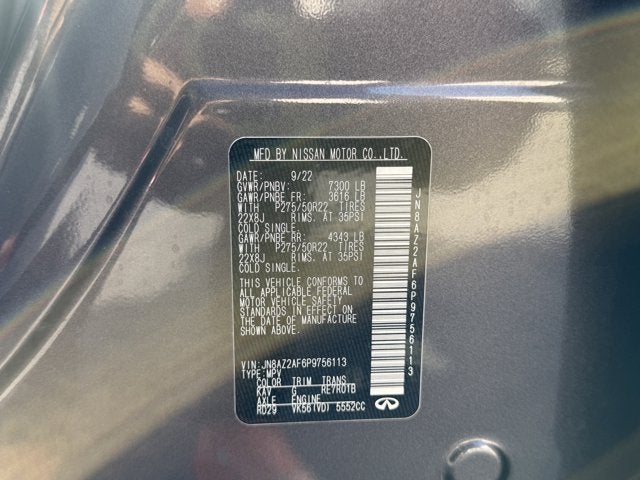 MFD BY NISSAN MOTOR CO.,LTD.
DATE: 9/22
GVWR/PNBV: 7300 LB
GAWR/PNBE FR: 3616 LB
WITH P275/50R22 TIRES
22X8J RIMS. AT 35PSI
COLD SINGLE.
GAWR/PNBE RR: 4343 LB
WITH P275/50R22 TIRES
22X8J RIMS. AT 35PSI
COLD SINGLE.
THIS VEHICLE CONFORMS TO
ALL APPLICABLE FEDERAL
MOTOR VEHICLE SAFETY
STANDARDS IN EFFECT ON
THE DATE OF MANUFACTURE
SHOWN ABOVE.
VIN: JN8AZ2AF6P9756113
TYPE: MPV
COLOR TRIM TRANS
KAV G RE7R01B
AXLE ENGINE
RD29 VK56(VD) 5552CC
JN8AZ2AF6P9756113